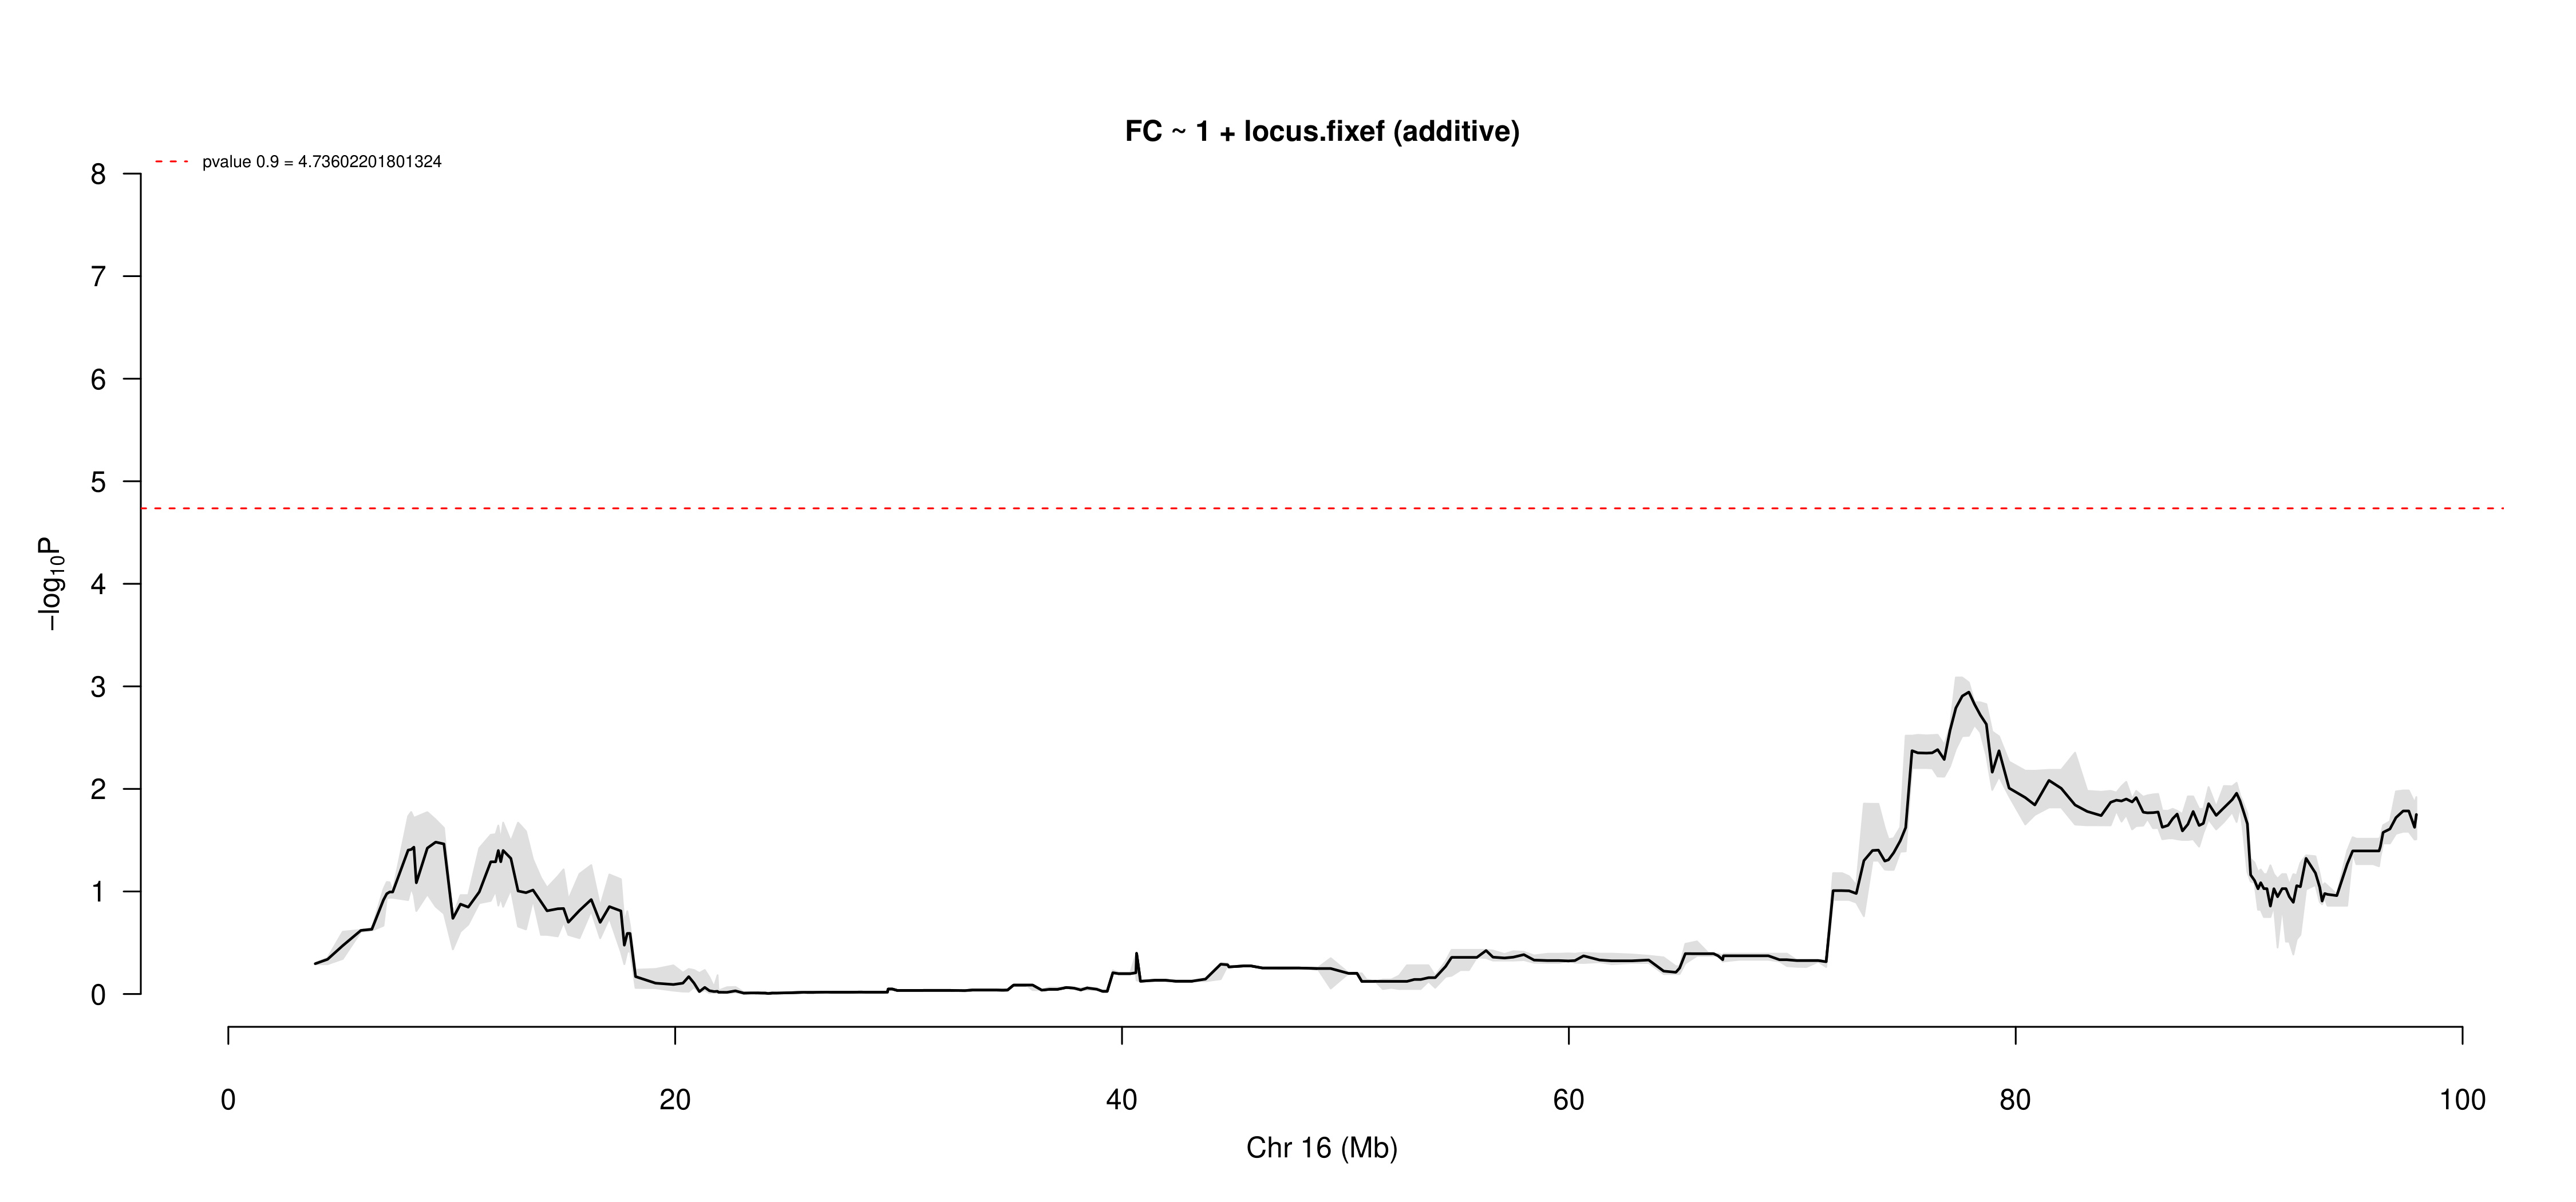 FC ~ 1 + locus.fixef (additive)
pvalue 0.9 = 4.73602201801324
8
7
6
5
4
3
2
1
0
−log10P
0 20 40 60 80 100
Chr 16 (Mb)